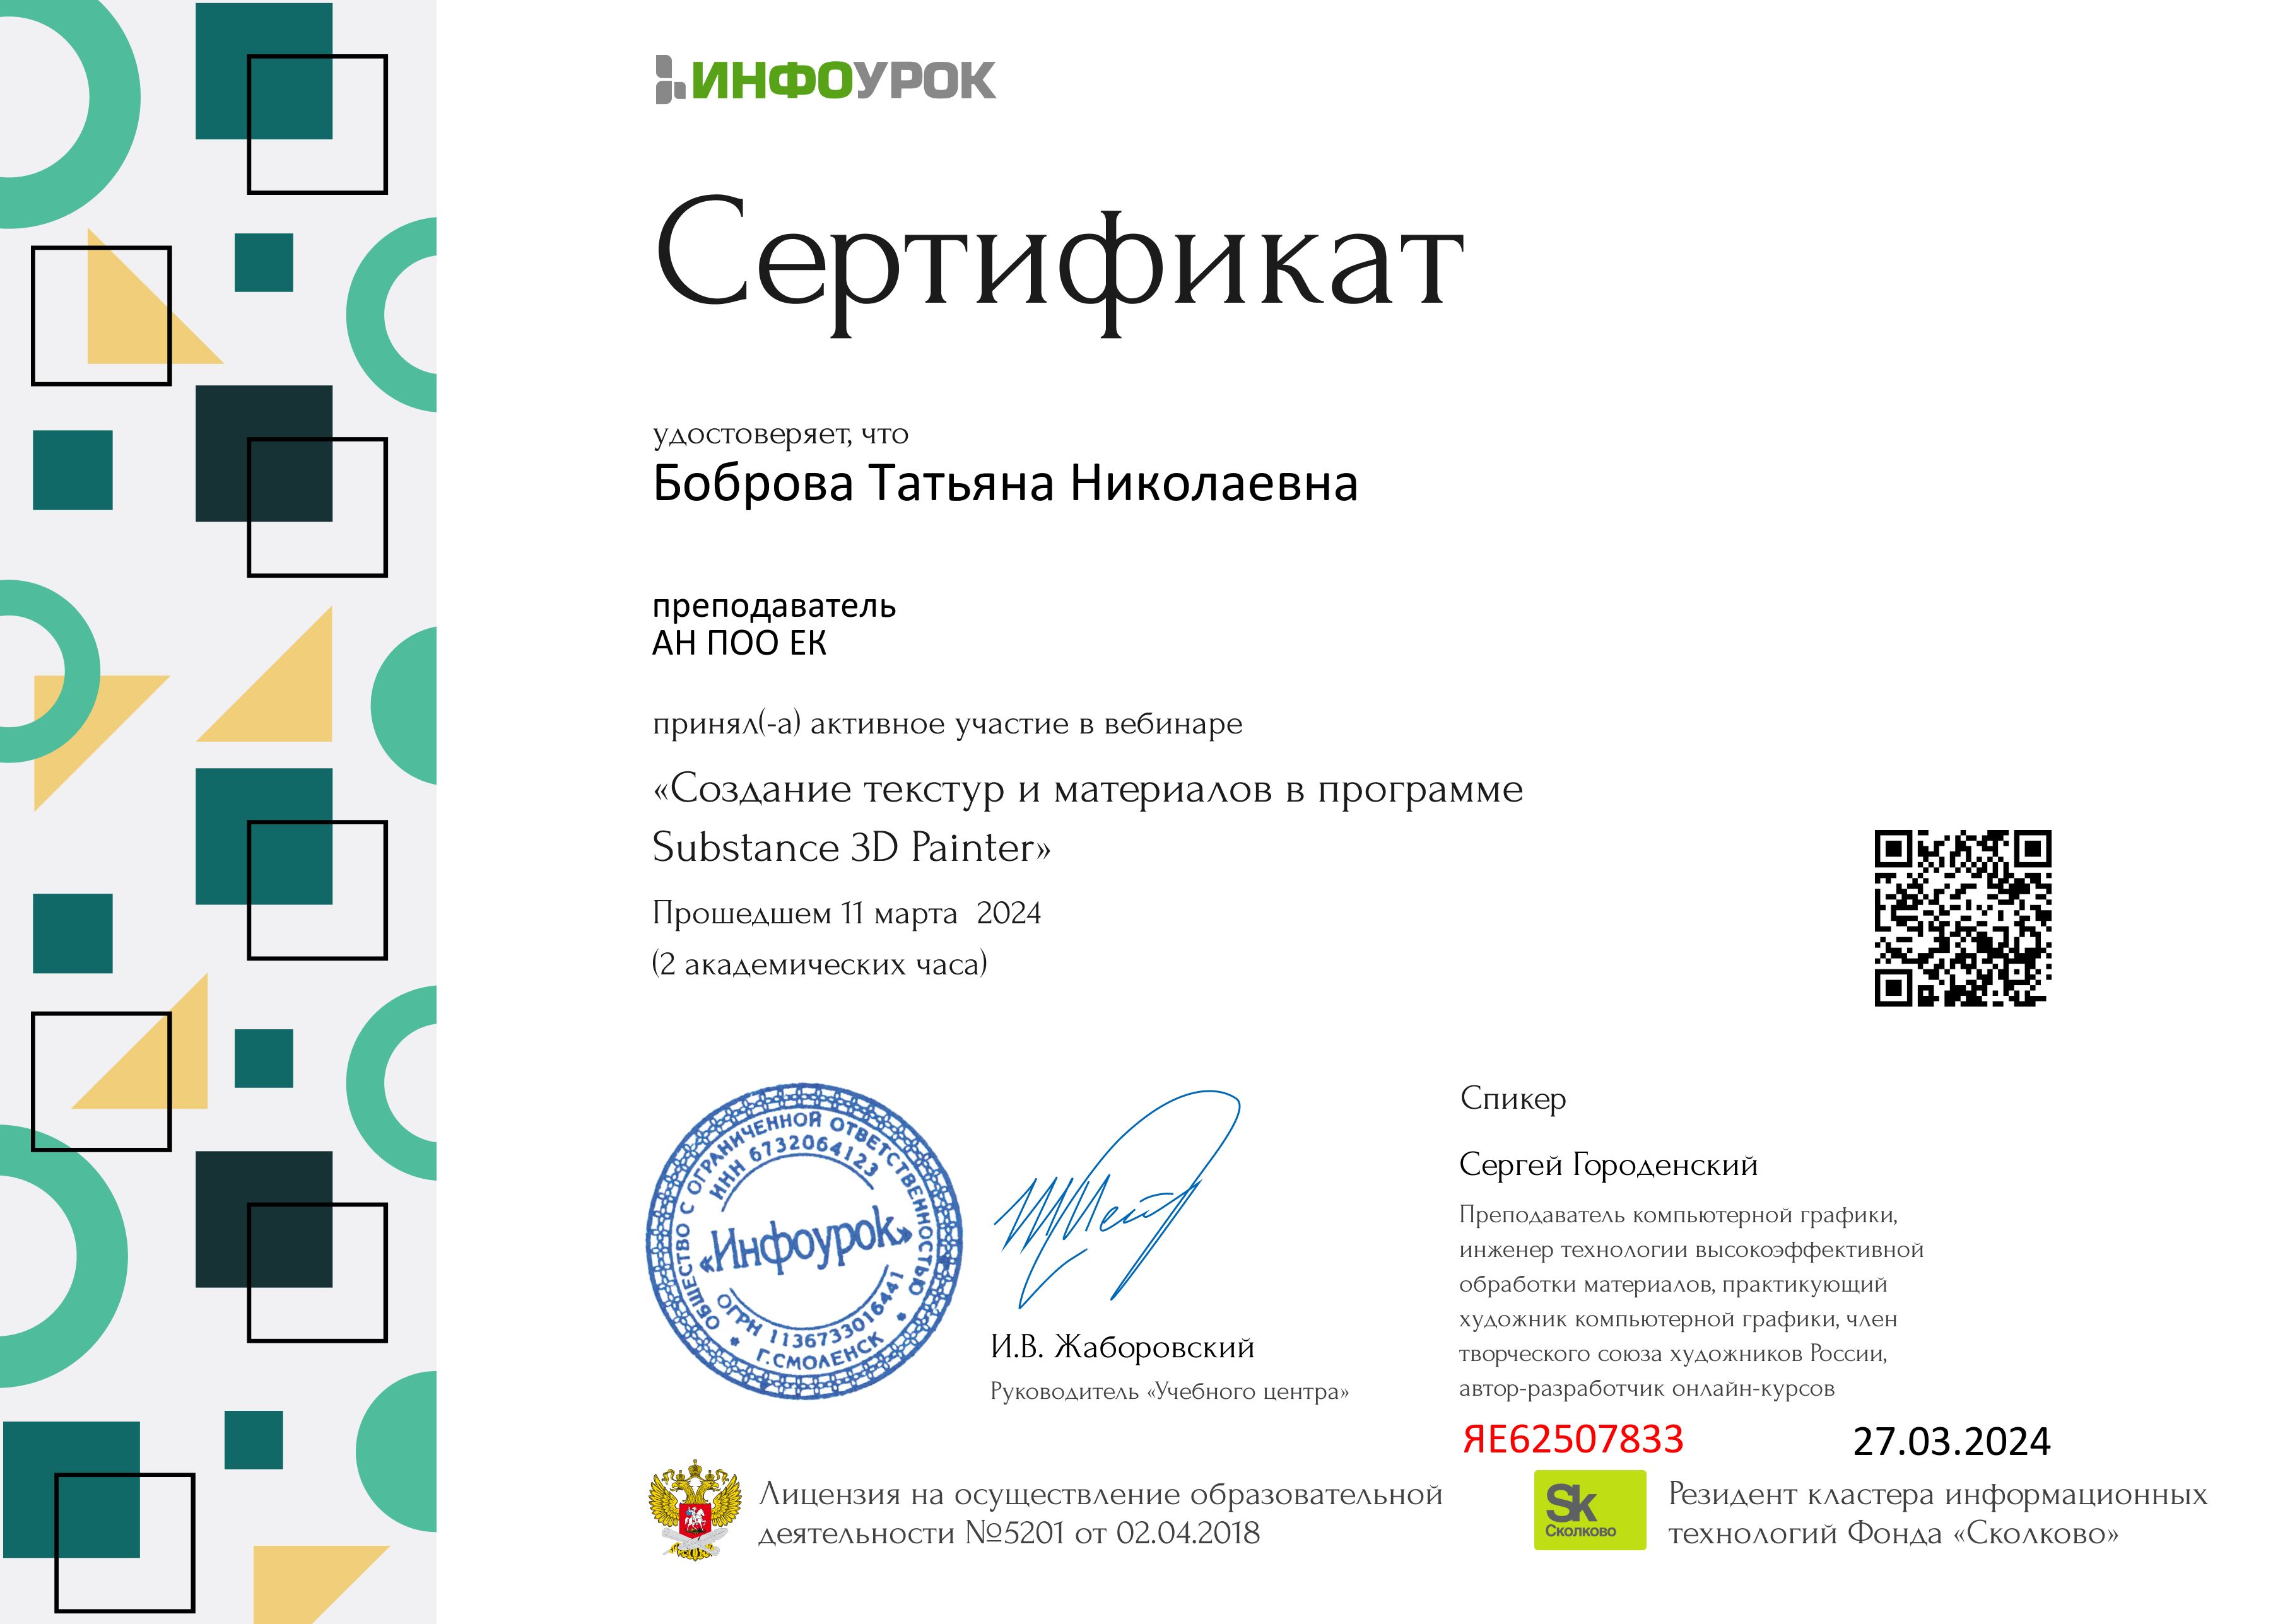 ИНФОУРОК
Сертификат
удостоверяет, что
Боброва Татьяна Николаевна
преподаватель
АН ПОО ЕК
принял(-а) активное участие в вебинаре
«Создание текстур и материалов в программе
Substance 3D Painter»
Прошедшем 11 марта  2024
(2 академических часа)
ОБЩЕСТВО С ОГРАНИЧЕННОЙ ОТВЕТСТВЕННОСТЬЮ
ИНН 6732064123
«Инфоурок»
ОГРН 1136733016441
Г.СМОЛЕНСК
И.В. Жаборовский
Руководитель «Учебного центра»
Спикер
Сергей Городенский
Преподаватель компьютерной графики,
инженер технологии высокоэффективной
обработки материалов, практикующий
художник компьютерной графики, член
творческого союза художников России,
автор-разработчик онлайн-курсов
ЯЕ62507833
27.03.2024
Лицензия на осуществление образовательной
деятельности №5201 от 02.04.2018
Sk
Сколково
Резидент кластера информационных
технологий Фонда «Сколково»